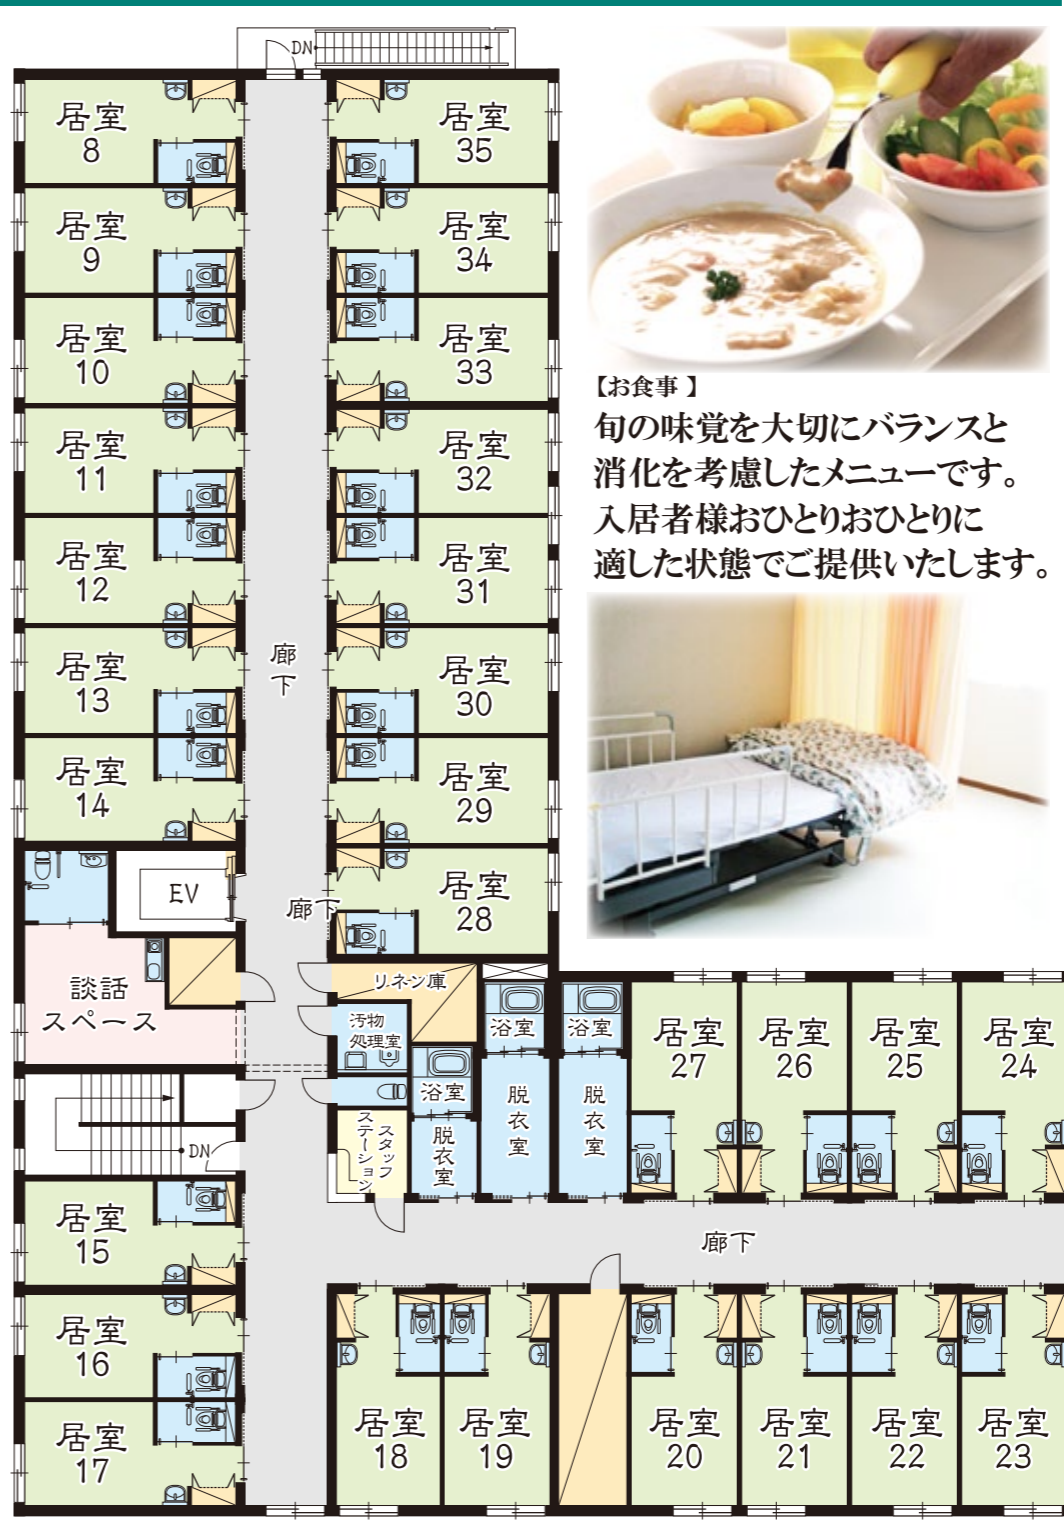 DN
居室
8
居室
35
居室
9
居室
34
居室
10
居室
33
居室
11
居室
32
居室
12
居室
31
居室
13
居室
30
居室
14
居室
29
廊下
EV
廊下
居室
28
談話
スペース
リネン庫
汚物
処理室
浴室
浴室
浴室
脱衣室
脱衣室
脱衣室
スタッフ
ステーション
DN
居室
27
居室
26
居室
25
居室
24
廊下
居室
15
居室
16
居室
17
居室
18
居室
19
居室
20
居室
21
居室
22
居室
23
【お食事 】
旬の味覚を大切にバランスと
消化を考慮したメニューです。
入居者様おひとりおひとりに
適した状態でご提供いたします。